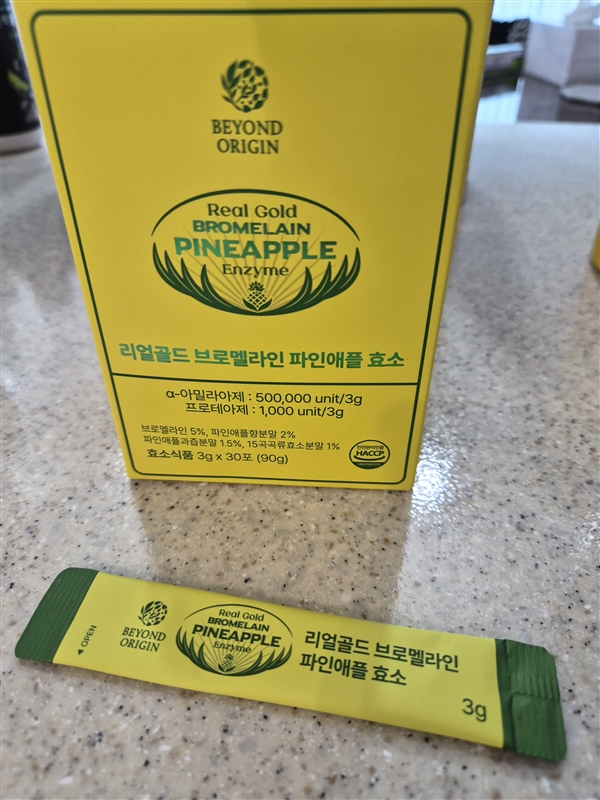 BEYOND
ORIGIN
Real Gold
BROMELAIN
PINEAPPLE
Enzyme
리얼골드 브로멜라인 파인애플 효소
α-아밀라아제 : 500,000 unit/3g
프로테아제 : 1,000 unit/3g
브로멜라인 5%, 파인애플향분말 2%
파인애플과즙분말 1.5%, 15곡곡류효소분말 1%
효소식품 3g x 30포 (90g)
HACCP
◀ OPEN
BEYOND
ORIGIN
Real Gold
BROMELAIN
PINEAPPLE
Enzyme
리얼골드 브로멜라인
파인애플 효소
3g